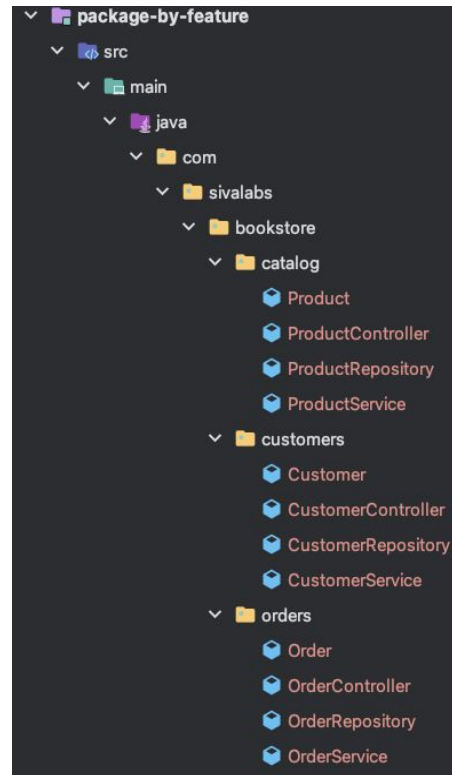 package-by-feature
src
main
java
com
sivalabs
bookstore
catalog
Product
ProductController
ProductRepository
ProductService
customers
Customer
CustomerController
CustomerRepository
CustomerService
orders
Order
OrderController
OrderRepository
OrderService